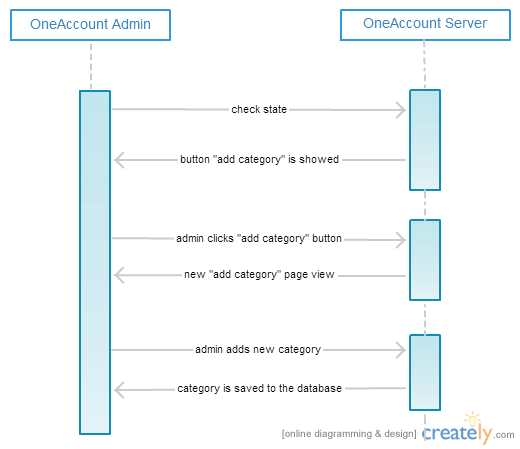 OneAccount Admin
OneAccount Server
check state
button "add category" is showed
admin clicks "add category" button
new "add category" page view
admin adds new category
category is saved to the database
[online diagramming & design] creately.com